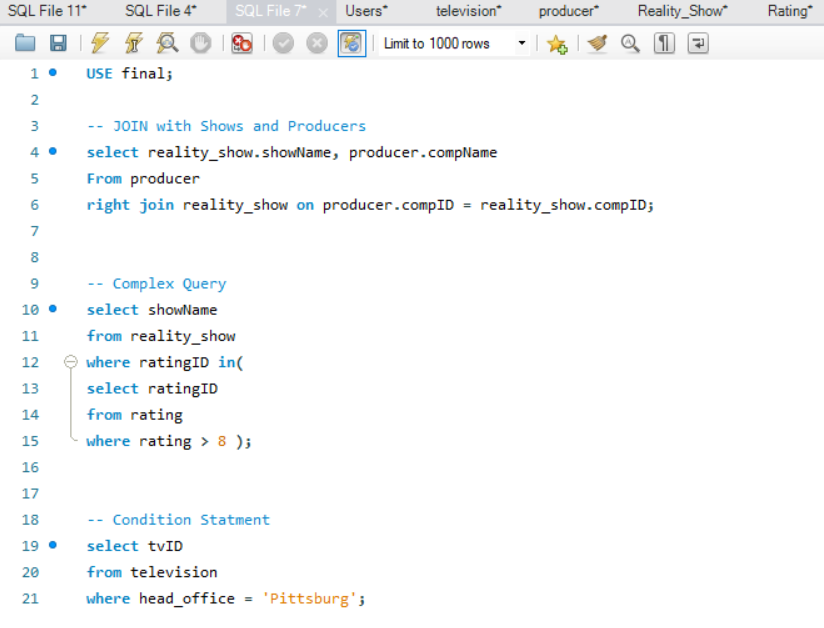 SQL File 11* SQL File 4* SQL File 7* × Users* television* producer* Reality_Show* Rating*
Limit to 1000 rows
1 USE final;
2
3 -- JOIN with Shows and Producers
4 select reality_show.showName, producer.compName
5 From producer
6 right join reality_show on producer.compID = reality_show.compID;
7
8
9 -- Complex Query
10 select showName
11 from reality_show
12 where ratingID in(
13 select ratingID
14 from rating
15 where rating > 8 );
16
17
18 -- Condition Statment
19 select tvID
20 from television
21 where head_office = 'Pittsburg';